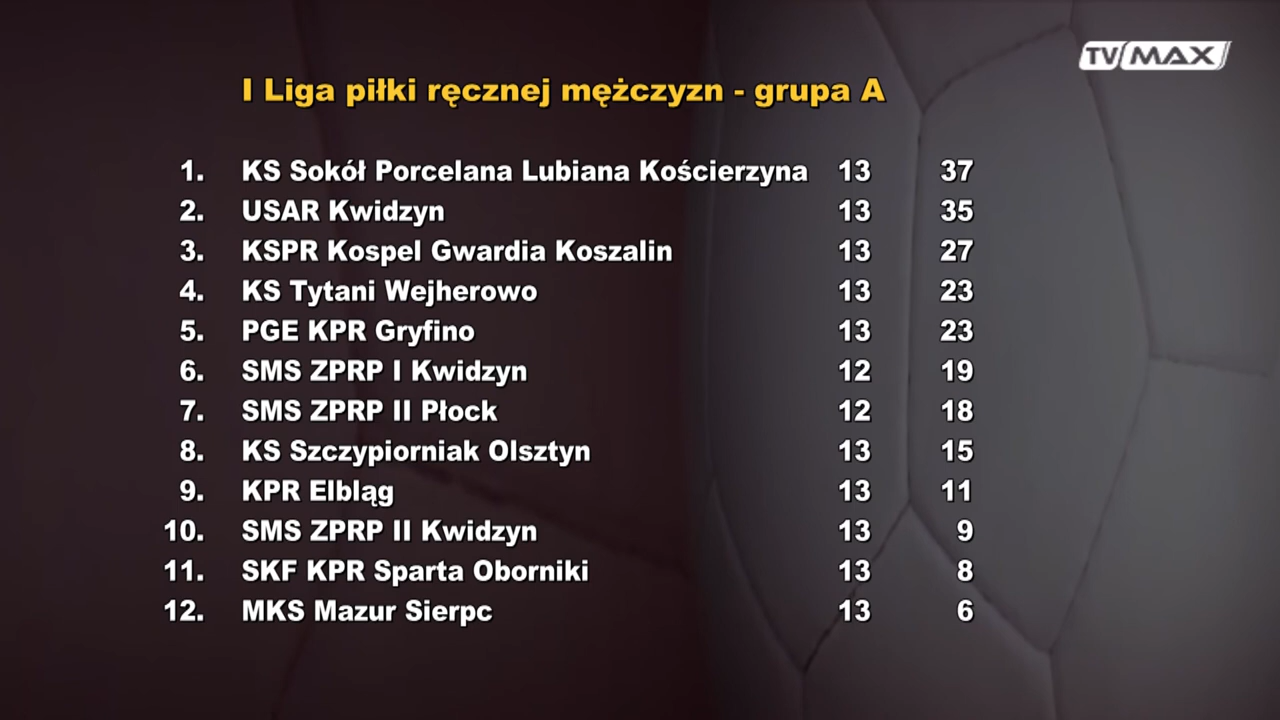 TV MAX
I Liga piłki ręcznej mężczyzn - grupa A
1. KS Sokół Porcelana Lubiana Kościerzyna 13 37
2. USAR Kwidzyn 13 35
3. KSPR Kospel Gwardia Koszalin 13 27
4. KS Tytani Wejherowo 13 23
5. PGE KPR Gryfino 13 23
6. SMS ZPRP I Kwidzyn 12 19
7. SMS ZPRP II Płock 12 18
8. KS Szczypiorniak Olsztyn 13 15
9. KPR Elbląg 13 11
10. SMS ZPRP II Kwidzyn 13 9
11. SKF KPR Sparta Oborniki 13 8
12. MKS Mazur Sierpc 13 6